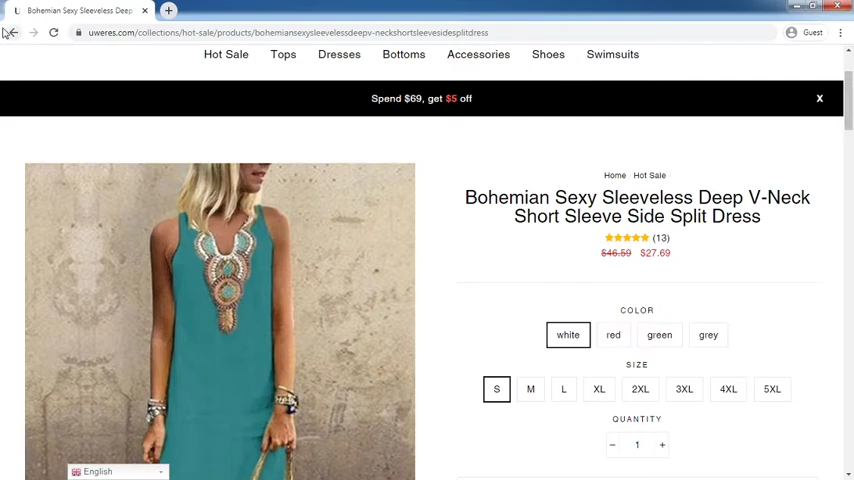 U Bohemian Sexy Sleeveless Deep
uweres.com/collections/hot-sale/products/bohemiansexysleevelessdeepv-neckshortsleevesidesplitdress
Guest
Hot Sale Tops Dresses Bottoms Accessories Shoes Swimsuits
Spend $69, get $5 off X
Home Hot Sale
Bohemian Sexy Sleeveless Deep V-Neck
Short Sleeve Side Split Dress
(13)
$46.59 $27.69
COLOR
white red green grey
SIZE
S M L XL 2XL 3XL 4XL 5XL
QUANTITY
− 1 +
English